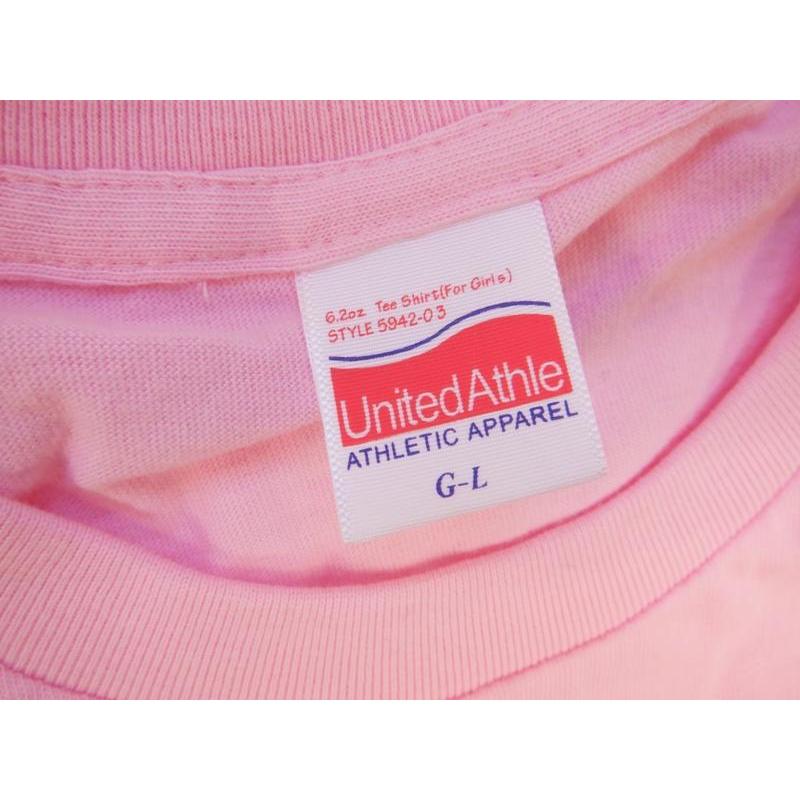 6.2oz Tee Shirt(For Girls)
STYLE 5942-03
UnitedAthle
ATHLETIC APPAREL
G-L